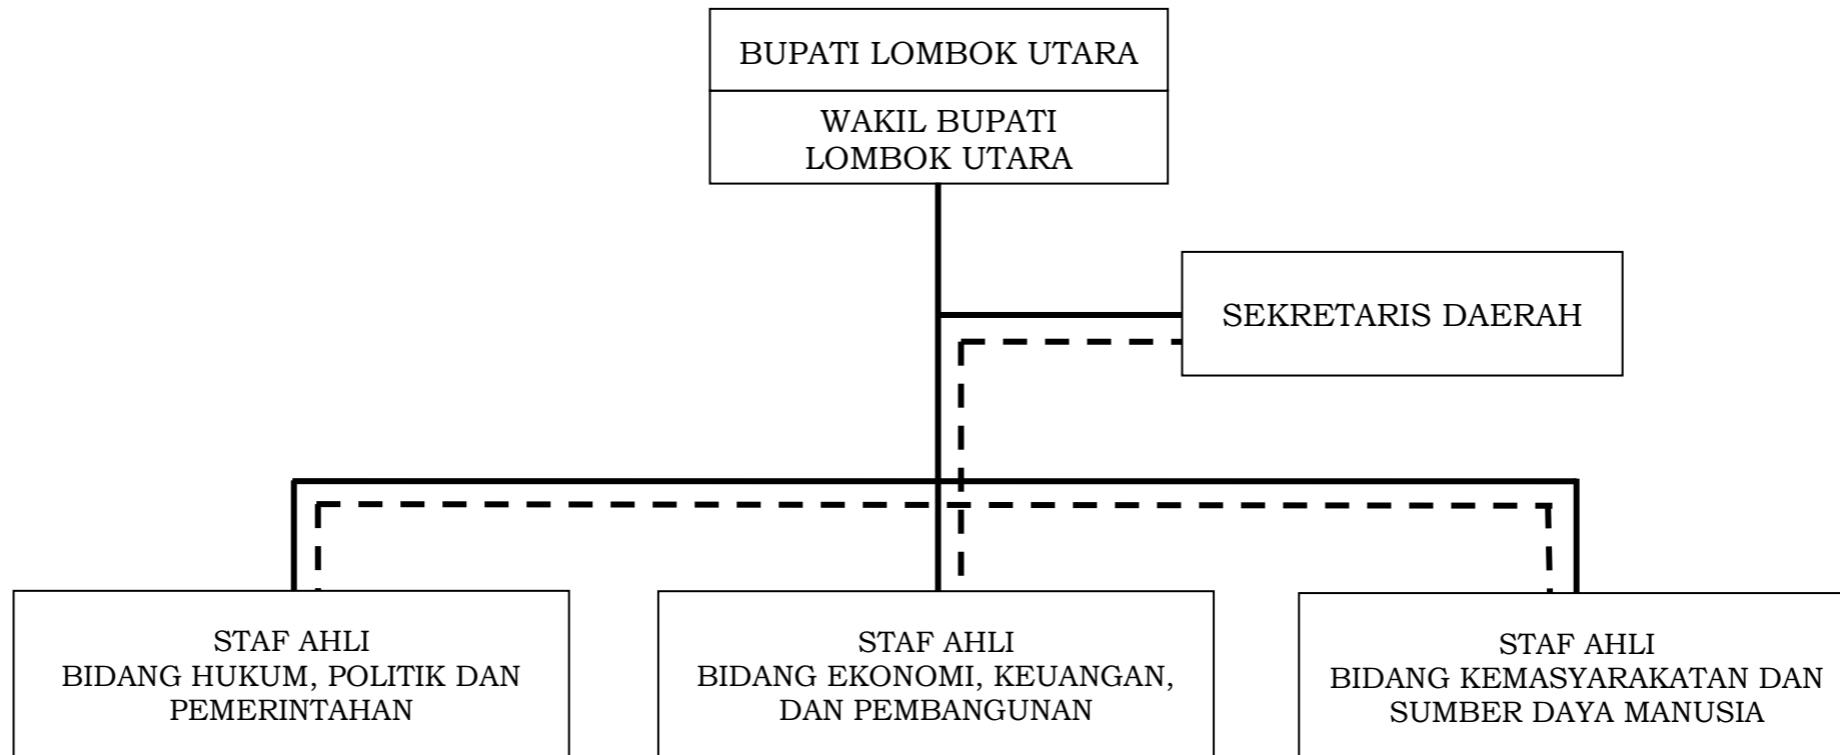 BUPATI LOMBOK UTARA
WAKIL BUPATI
LOMBOK UTARA
SEKRETARIS DAERAH
STAF AHLI
BIDANG HUKUM, POLITIK DAN
PEMERINTAHAN
STAF AHLI
BIDANG EKONOMI, KEUANGAN,
DAN PEMBANGUNAN
STAF AHLI
BIDANG KEMASYARAKATAN DAN
SUMBER DAYA MANUSIA